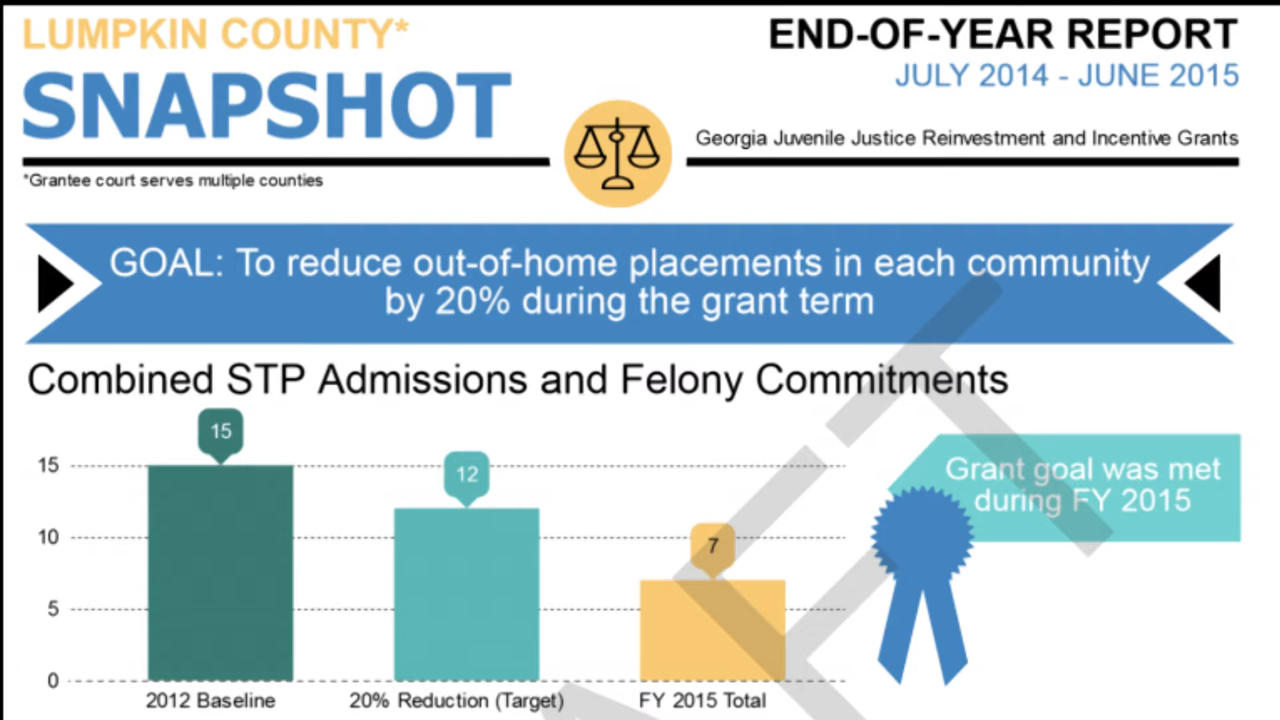 LUMPKIN COUNTY*
SNAPSHOT
END-OF-YEAR REPORT
JULY 2014 - JUNE 2015
Georgia Juvenile Justice Reinvestment and Incentive Grants
*Grantee court serves multiple counties
GOAL: To reduce out-of-home placements in each community
by 20% during the grant term
Combined STP Admissions and Felony Commitments
15
12
7
15
10
5
0
2012 Baseline
20% Reduction (Target)
FY 2015 Total
Grant goal was met
during FY 2015